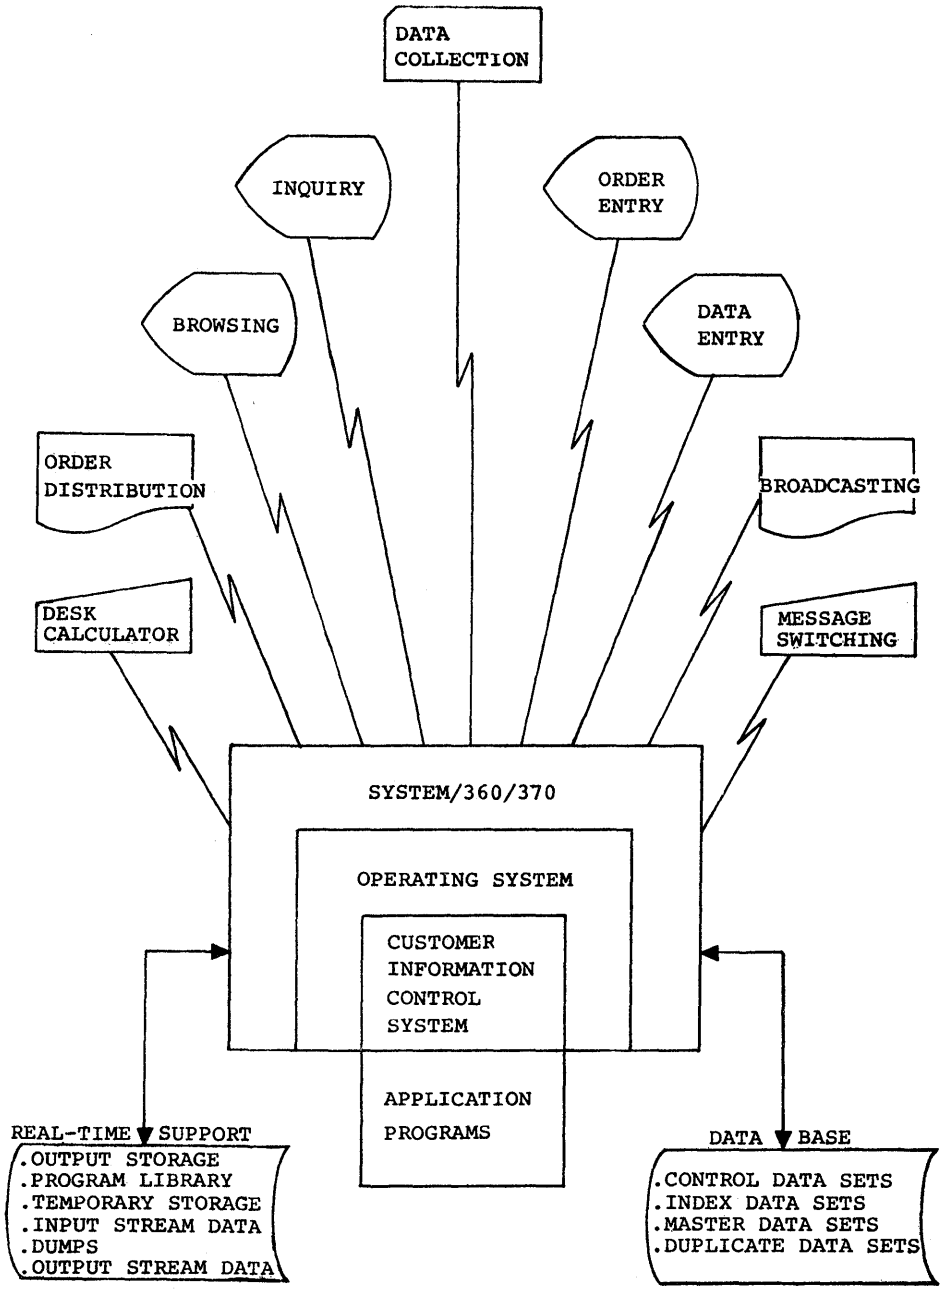 DATA
COLLECTION
INQUIRY
ORDER
ENTRY
BROWSING
DATA
ENTRY
ORDER
DISTRIBUTION
BROADCASTING
DESK
CALCULATOR
MESSAGE
SWITCHING
SYSTEM/360/370
OPERATING SYSTEM
CUSTOMER
INFORMATION
CONTROL
SYSTEM
APPLICATION
PROGRAMS
REAL-TIME SUPPORT
.OUTPUT STORAGE
.PROGRAM LIBRARY
.TEMPORARY STORAGE
.INPUT STREAM DATA
.DUMPS
.OUTPUT STREAM DATA
DATA BASE
.CONTROL DATA SETS
.INDEX DATA SETS
.MASTER DATA SETS
.DUPLICATE DATA SETS